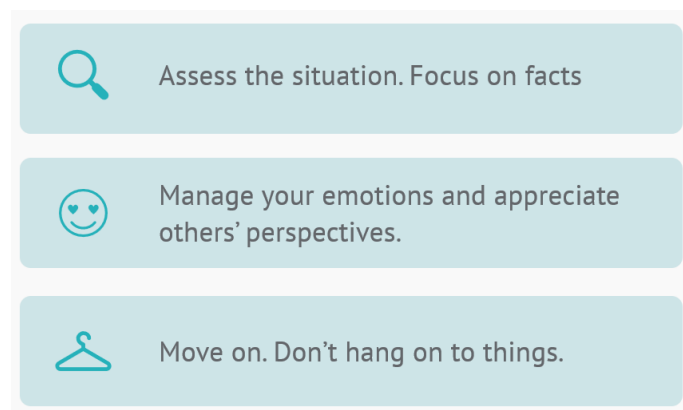 Assess the situation. Focus on facts
Manage your emotions and appreciate
others’ perspectives.
Move on. Don’t hang on to things.